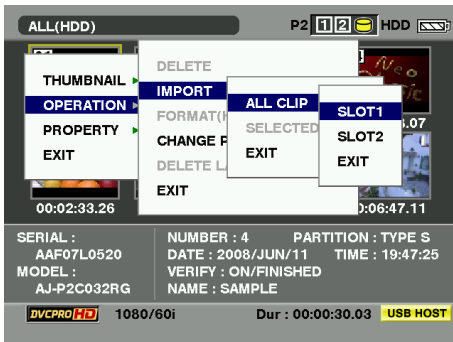 ALL(HDD)
P2 1 2 HDD
THUMBNAIL
OPERATION
PROPERTY
EXIT
DELETE
IMPORT
FORMAT(H
CHANGE P
DELETE LA
EXIT
ALL CLIP
SELECTED
EXIT
SLOT1
SLOT2
EXIT
Neo
.07
00:02:33.26
:06:47.11
SERIAL :
AAF07L0520
MODEL :
AJ-P2C032RG
NUMBER : 4 PARTITION : TYPE S
DATE : 2008/JUN/11 TIME : 19:47:25
VERIFY : ON/FINISHED
NAME : SAMPLE
DVCPRO HD 1080/60i Dur : 00:00:30.03 USB HOST